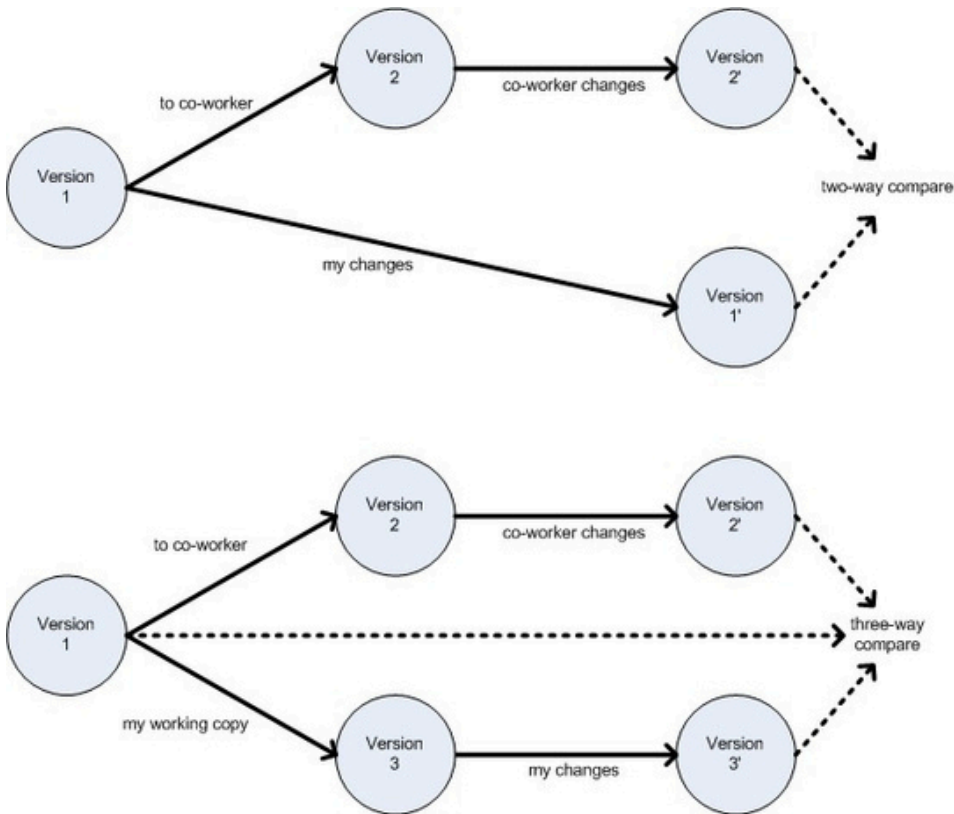 Version
2
co-worker changes
Version
2'
to co-worker
Version
1
two-way compare
my changes
Version
1'
Version
2
co-worker changes
Version
2'
to co-worker
Version
1
three-way
compare
my working copy
Version
3
my changes
Version
3'